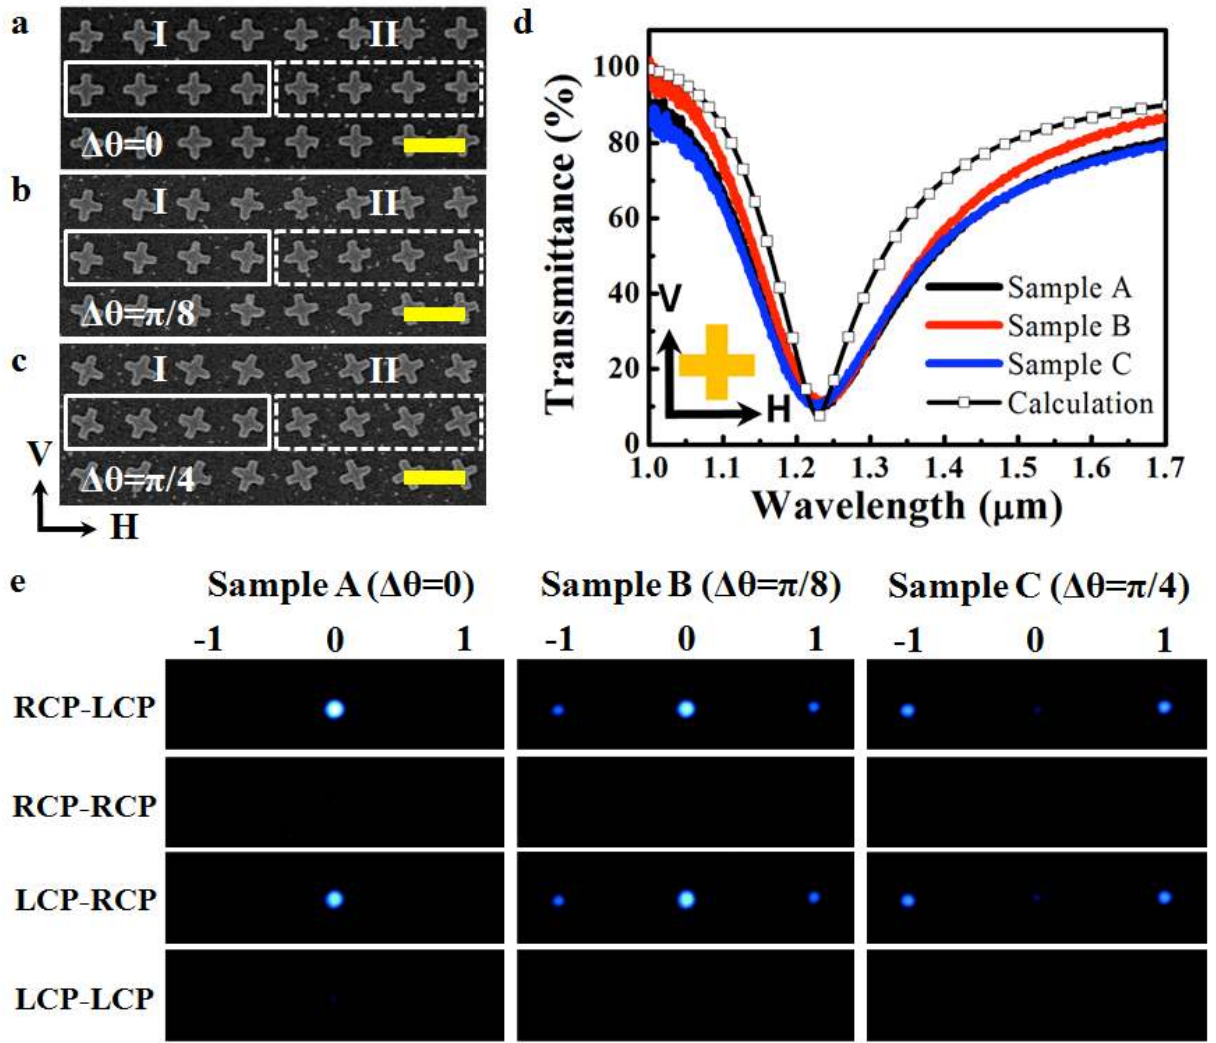 a
I II
Δθ=0
b
I II
Δθ=π/8
c
I II
Δθ=π/4
V
H
d
Transmittance (%)
100
80
60
40
20
0
V
H
Sample A
Sample B
Sample C
Calculation
1.0 1.1 1.2 1.3 1.4 1.5 1.6 1.7
Wavelength (μm)
e
Sample A (Δθ=0) Sample B (Δθ=π/8) Sample C (Δθ=π/4)
-1 0 1 -1 0 1 -1 0 1
RCP-LCP
RCP-RCP
LCP-RCP
LCP-LCP